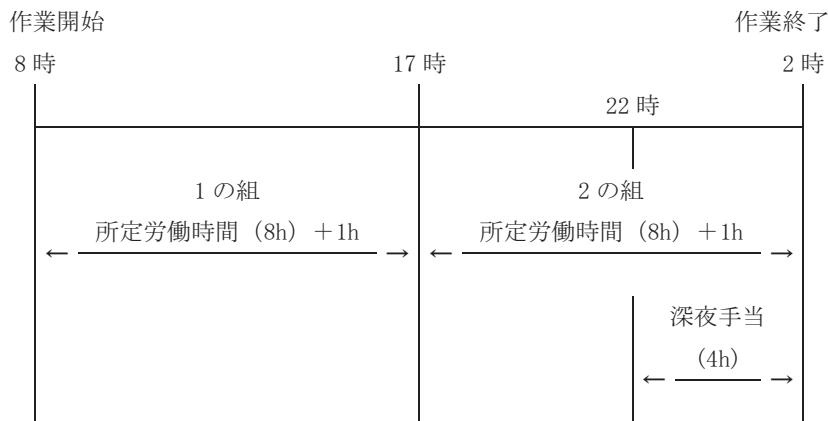 作業開始 作業終了
8 時 17 時 2 時
22 時
1 の組 2 の組
所定労働時間（8h）＋1h 所定労働時間（8h）＋1h
← → ← →
深夜手当
（4h）
← →